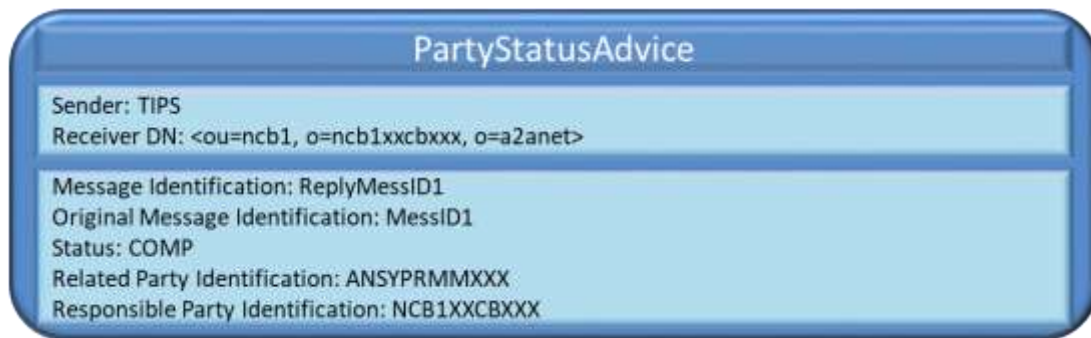 PartyStatusAdvice
Sender: TIPS
Receiver DN: <ou=ncb1, o=ncb1xxcbxxx, o=a2anet>
Message Identification: ReplyMessID1
Original Message Identification: MessID1
Status: COMP
Related Party Identification: ANSYPRMMXXX
Responsible Party Identification: NCB1XXCBXXX